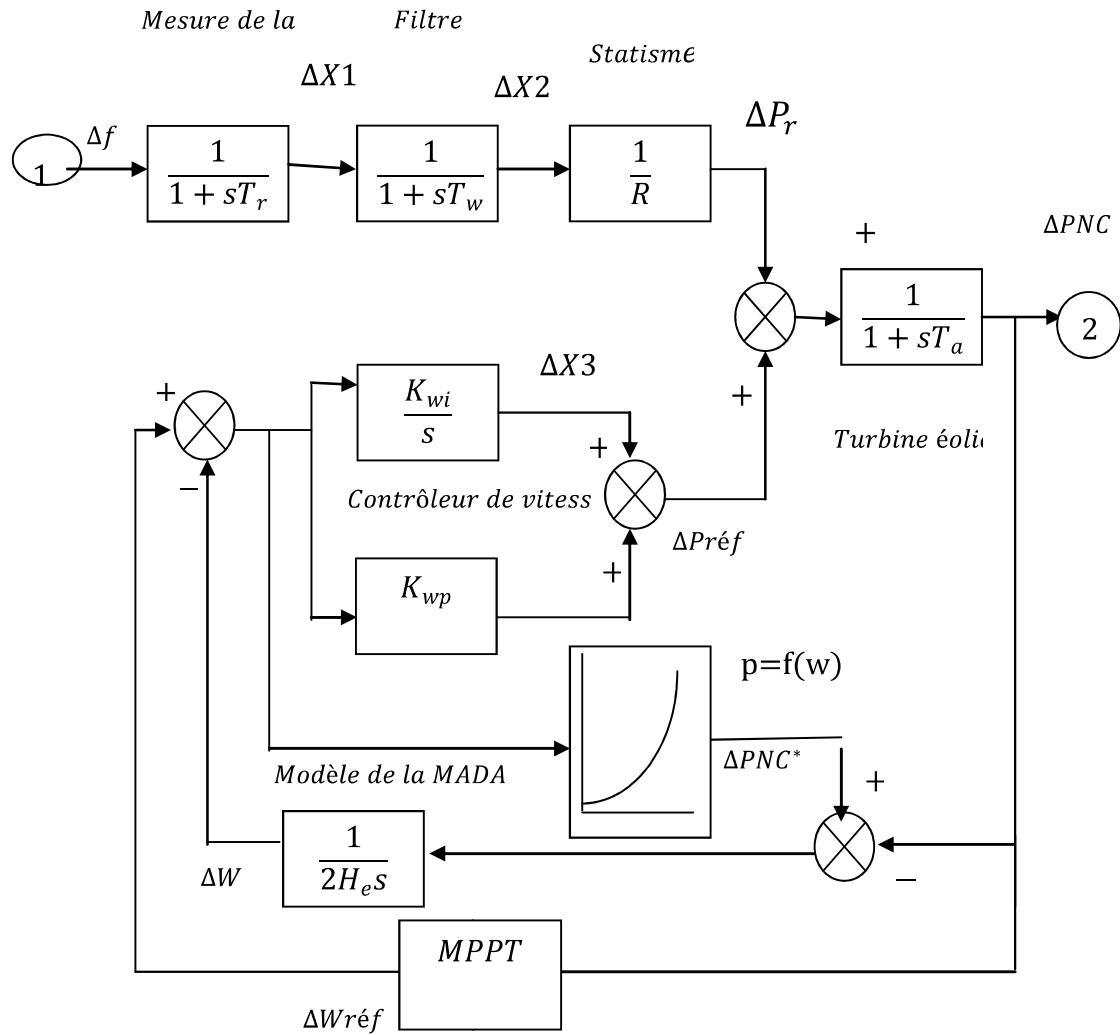 Mesure de la
Filtre
Statisme
ΔX1
ΔX2
ΔP_r
Δf
1
1/(1 + sT_r)
1/(1 + sT_w)
1/R
+
ΔPNC
1/(1 + sT_a)
2
ΔX3
+
K_wi/s
+
+
Turbine éoli
−
Contrôleur de vitess
ΔPréf
+
K_wp
p=f(w)
ΔPNC*
Modèle de la MADA
+
1/(2H_e s)
ΔW
−
MPPT
ΔWréf